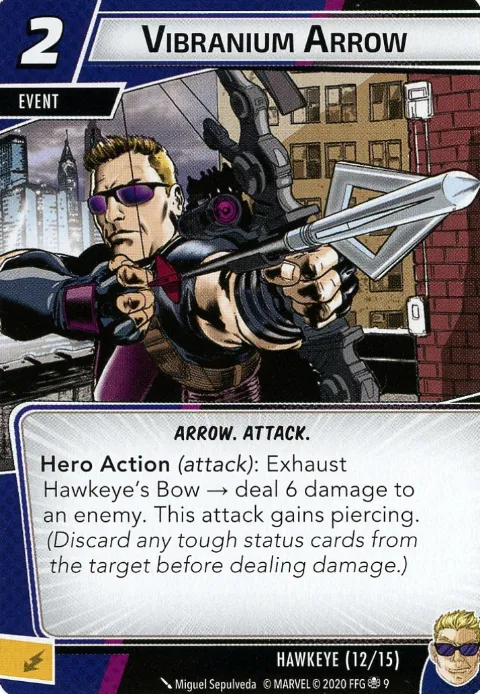 2
VIBRANIUM ARROW
EVENT
ARROW. ATTACK.
Hero Action (attack): Exhaust
Hawkeye's Bow → deal 6 damage to
an enemy. This attack gains piercing.
(Discard any tough status cards from
the target before dealing damage.)
HAWKEYE (12/15)
Miguel Sepulveda © MARVEL © 2020 FFG 9